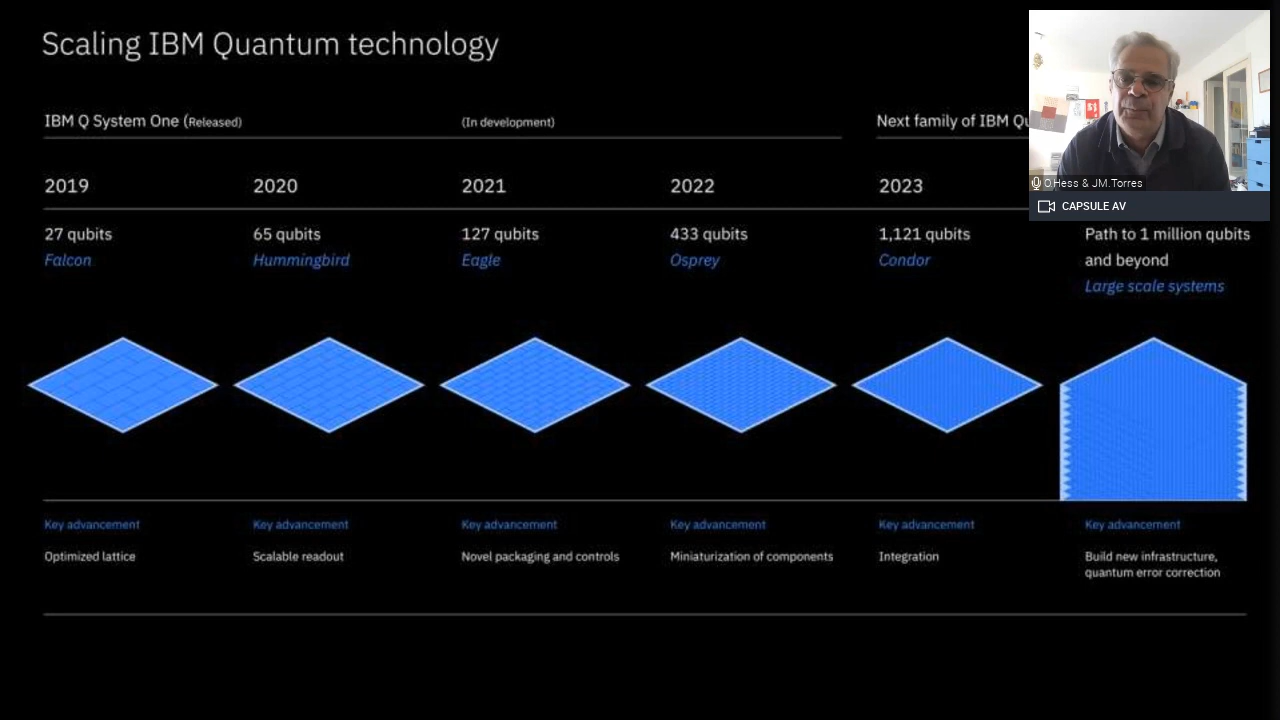 Scaling IBM Quantum technology
IBM Q System One (Released)
(In development)
Next family of IBM
O.Hess & JM.Torres
CAPSULE AV
2019
2020
2021
2022
2023
27 qubits
65 qubits
127 qubits
433 qubits
1,121 qubits
Path to 1 million qubits
and beyond
Falcon
Hummingbird
Eagle
Osprey
Condor
Large scale systems
Key advancement
Key advancement
Key advancement
Key advancement
Key advancement
Key advancement
Optimized lattice
Scalable readout
Novel packaging and controls
Miniaturization of components
Integration
Build new infrastructure,
quantum error correction